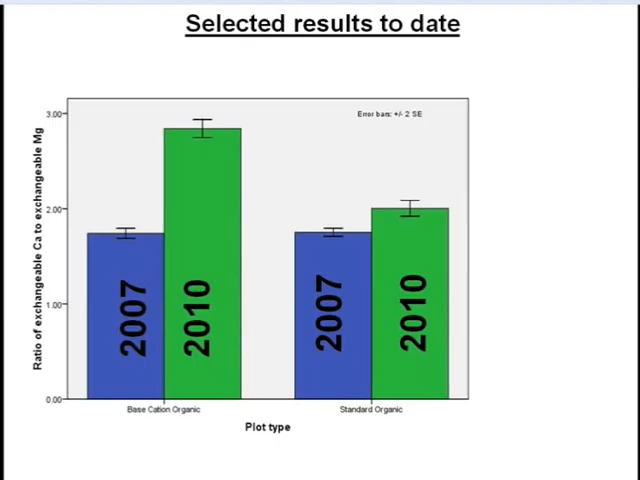 Selected results to date
Error bars: +/- 2 SE
Ratio of exchangeable Ca to exchangeable Mg
3.00
2.00
1.00
0.00
2007
2010
2007
2010
Base Cation Organic
Standard Organic
Plot type